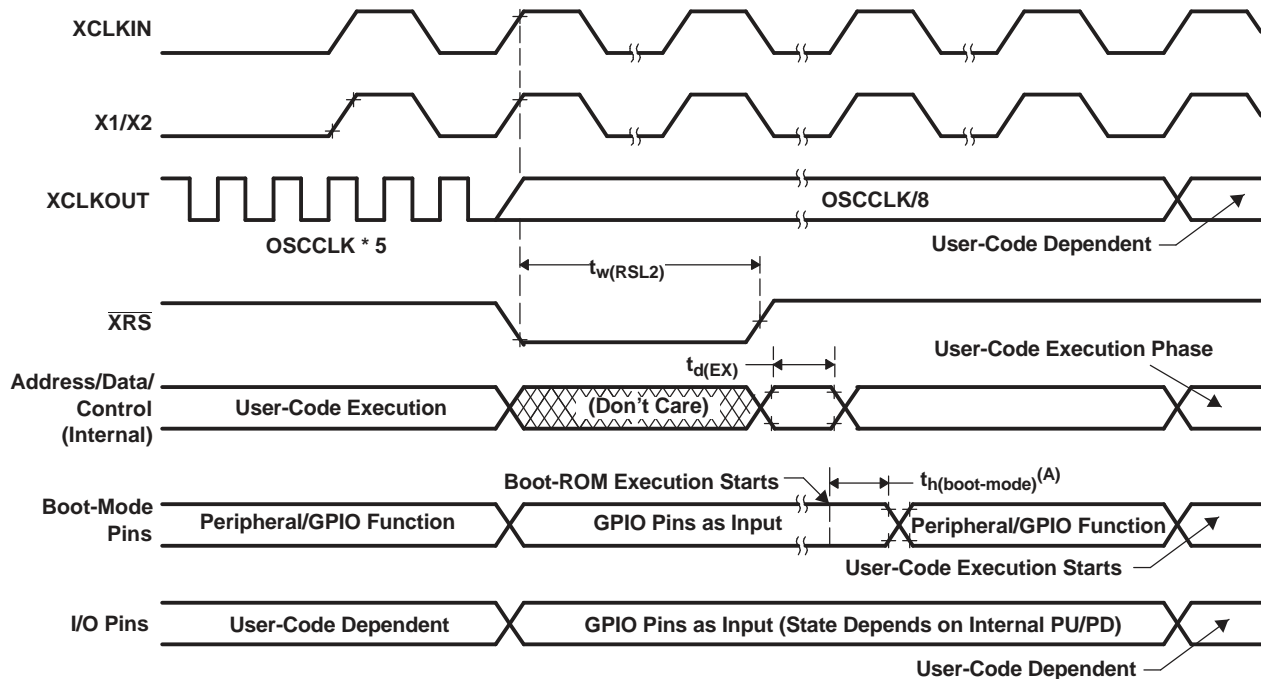 XCLKIN
X1/X2
XCLKOUT
OSCCLK/8
OSCCLK * 5
User-Code Dependent
tw(RSL2)
XRS
User-Code Execution Phase
td(EX)
Address/Data/
Control
(Internal)
User-Code Execution
(Don't Care)
Boot-ROM Execution Starts
th(boot-mode)(A)
Boot-Mode
Pins
Peripheral/GPIO Function
GPIO Pins as Input
Peripheral/GPIO Function
User-Code Execution Starts
I/O Pins
User-Code Dependent
GPIO Pins as Input (State Depends on Internal PU/PD)
User-Code Dependent